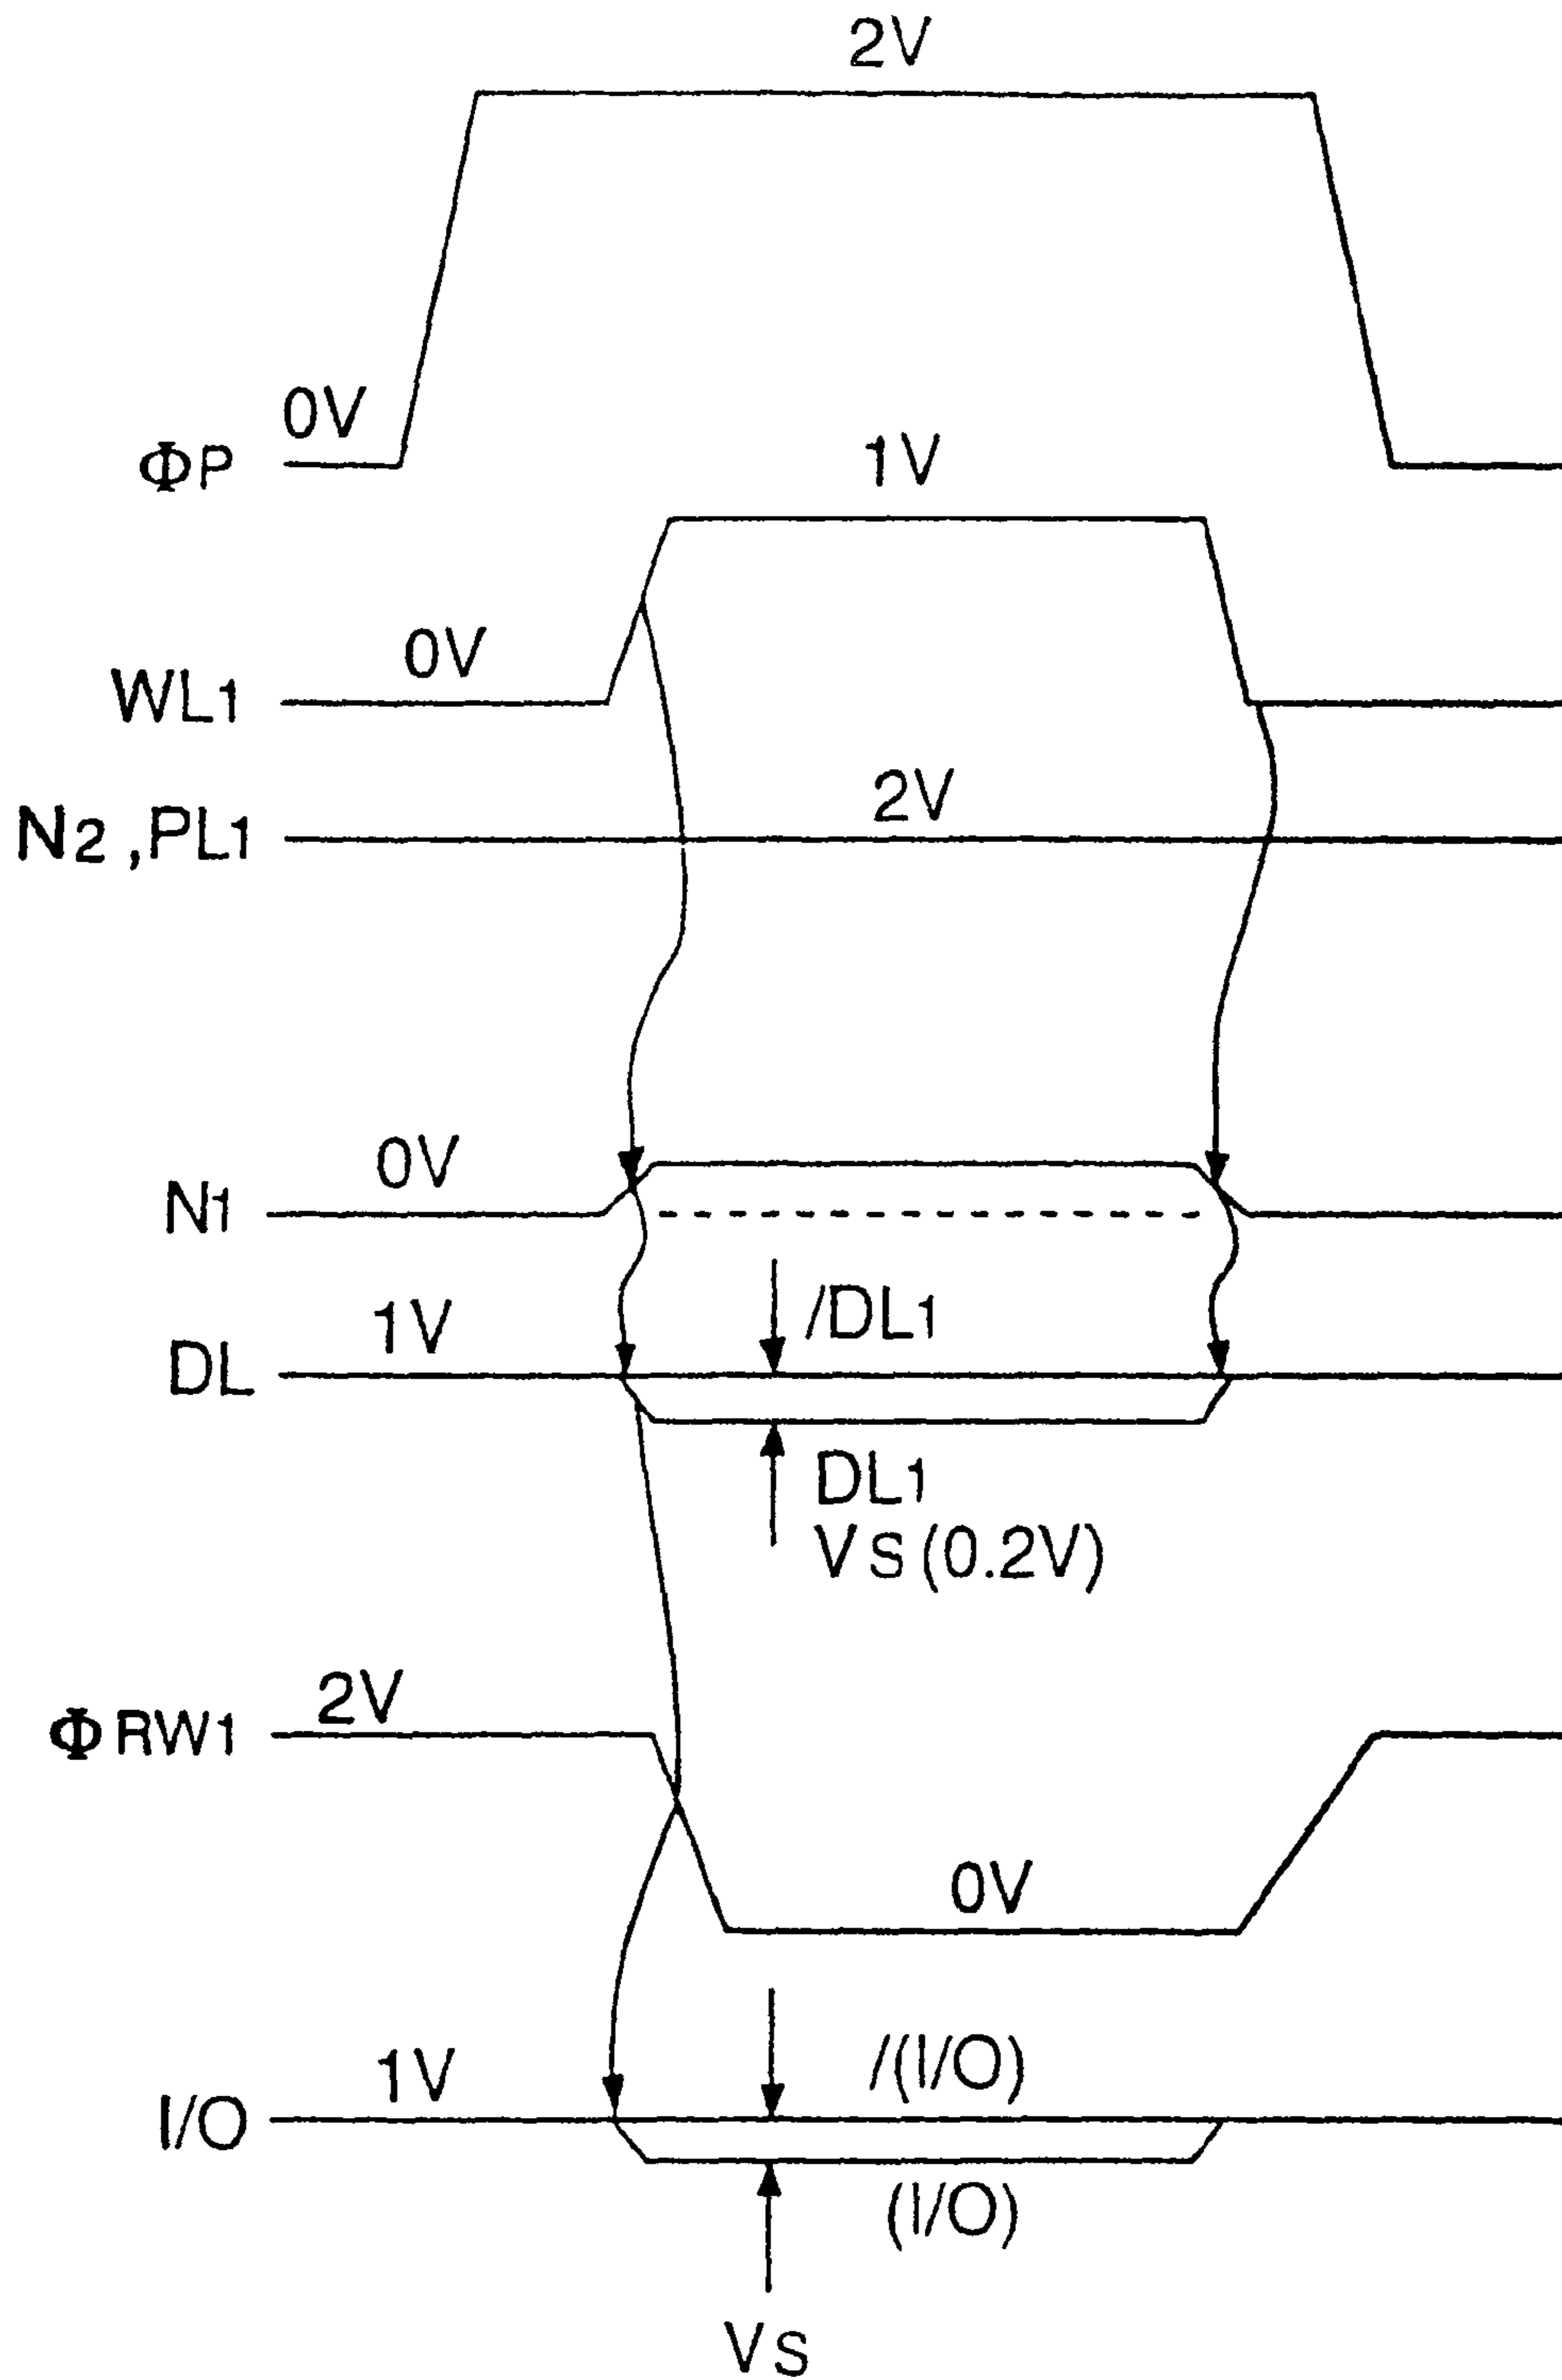 2V
0V
ΦP
1V
0V
WL1
2V
N2,PL1
0V
N1
1V
/DL1
DL
DL1
VS(0.2V)
2V
ΦRW1
0V
1V
/(I/O)
I/O
(I/O)
VS